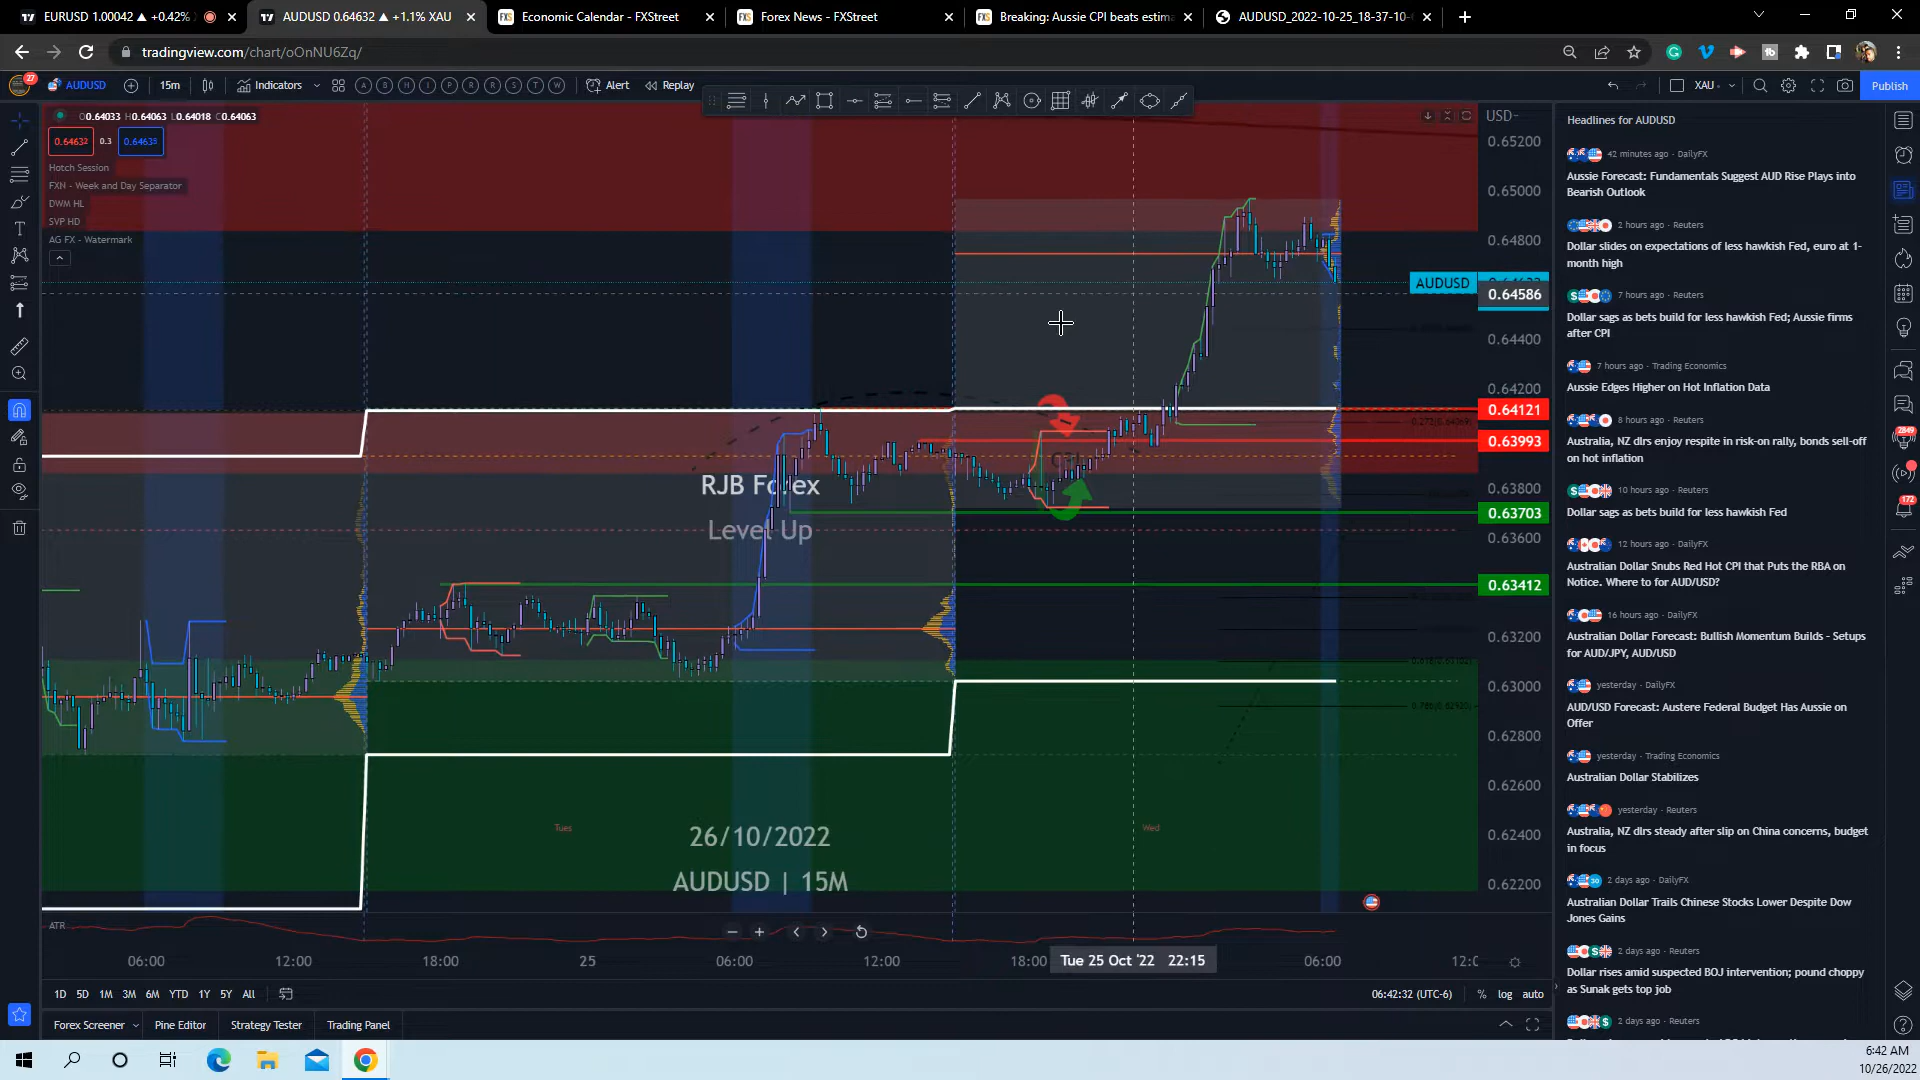 EURUSD 1.00042 ▲ +0.42%
AUDUSD 0.64632 ▲ +1.1% XAU
Economic Calendar - FXStreet
Forex News - FXStreet
Breaking: Aussie CPI beats estima
AUDUSD_2022-10-25_18-37-10-
tradingview.com/chart/oOnNU6Zq/
27
AUDUSD
15m
Indicators
Alert
Replay
XAU
Publish
O0.64033 H0.64063 L0.64018 C0.64063
0.64632
0.3
0.64635
Hotch Session
FXN - Week and Day Separator
DWM HL
SVP HD
AG FX - Watermark
USD
0.65200
0.65000
0.64800
AUDUSD
0.64586
0.64400
0.64200
0.64121
0.63993
0.63800
0.63703
0.63600
0.63412
0.63200
0.63000
0.62800
0.62600
0.62400
0.62200
RJB Forex
Level Up
Tues
Wed
26/10/2022
AUDUSD | 15M
ATR
06:00
12:00
18:00
25
06:00
12:00
18:00
Tue 25 Oct '22 22:15
06:00
12:0
1D
5D
1M
3M
6M
YTD
1Y
5Y
All
06:42:32 (UTC-6)
%
log
auto
Forex Screener
Pine Editor
Strategy Tester
Trading Panel
Headlines for AUDUSD
42 minutes ago · DailyFX
Aussie Forecast: Fundamentals Suggest AUD Rise Plays into
Bearish Outlook
2 hours ago · Reuters
Dollar slides on expectations of less hawkish Fed, euro at 1-
month high
7 hours ago · Reuters
Dollar sags as bets build for less hawkish Fed; Aussie firms
after CPI
7 hours ago · Trading Economics
Aussie Edges Higher on Hot Inflation Data
8 hours ago · Reuters
Australia, NZ dlrs enjoy respite in risk-on rally, bonds sell-off
on hot inflation
10 hours ago · Reuters
Dollar sags as bets build for less hawkish Fed
12 hours ago · DailyFX
Australian Dollar Snubs Red Hot CPI that Puts the RBA on
Notice. Where to for AUD/USD?
16 hours ago · DailyFX
Australian Dollar Forecast: Bullish Momentum Builds - Setups
for AUD/JPY, AUD/USD
yesterday · DailyFX
AUD/USD Forecast: Austere Federal Budget Has Aussie on
Offer
yesterday · Trading Economics
Australian Dollar Stabilizes
yesterday · Reuters
Australia, NZ dlrs steady after slip on China concerns, budget
in focus
2 days ago · DailyFX
Australian Dollar Trails Chinese Stocks Lower Despite Dow
Jones Gains
2 days ago · Reuters
Dollar rises amid suspected BOJ intervention; pound choppy
as Sunak gets top job
2 days ago · Reuters
2849
172
6:42 AM
10/26/2022